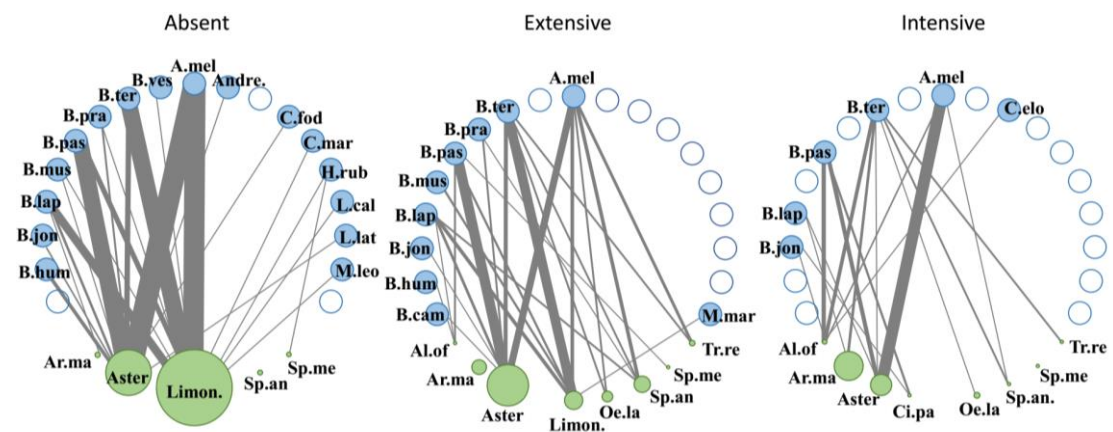 Absent
Extensive
Intensive
A.mel
B.ves
Andre.
B.ter
B.pra
C.fod
B.pas
C.mar
B.mus
H.rub
B.lap
L.cal
B.jon
L.lat
B.hum
M.leo
Ar.ma
Aster
Limon.
Sp.an
Sp.me
A.mel
B.ter
B.pra
B.pas
B.mus
B.lap
B.jon
B.hum
B.cam
M.mar
Al.of
Ar.ma
Aster
Limon.
Oe.la
Sp.an
Sp.me
Tr.re
A.mel
B.ter
C.elo
B.pas
B.lap
B.jon
Al.of
Ar.ma
Aster
Ci.pa
Oe.la
Sp.an.
Sp.me
Tr.re